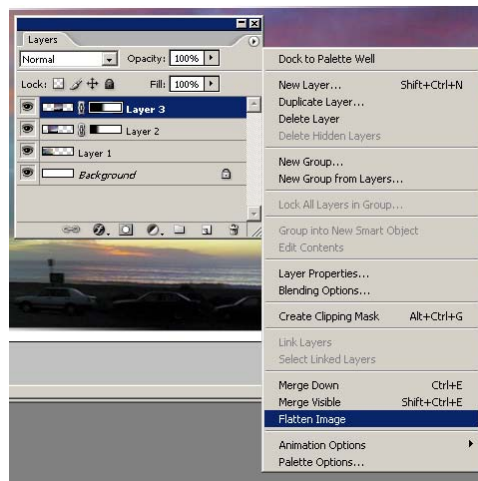 Layers
Normal
Opacity: 100%
Lock:
Fill: 100%
Layer 3
Layer 2
Layer 1
Background
Dock to Palette Well
New Layer... Shift+Ctrl+N
Duplicate Layer...
Delete Layer
Delete Hidden Layers
New Group...
New Group from Layers...
Lock All Layers in Group...
Group into New Smart Object
Edit Contents
Layer Properties...
Blending Options...
Create Clipping Mask Alt+Ctrl+G
Link Layers
Select Linked Layers
Merge Down Ctrl+E
Merge Visible Shift+Ctrl+E
Flatten Image
Animation Options
Palette Options...